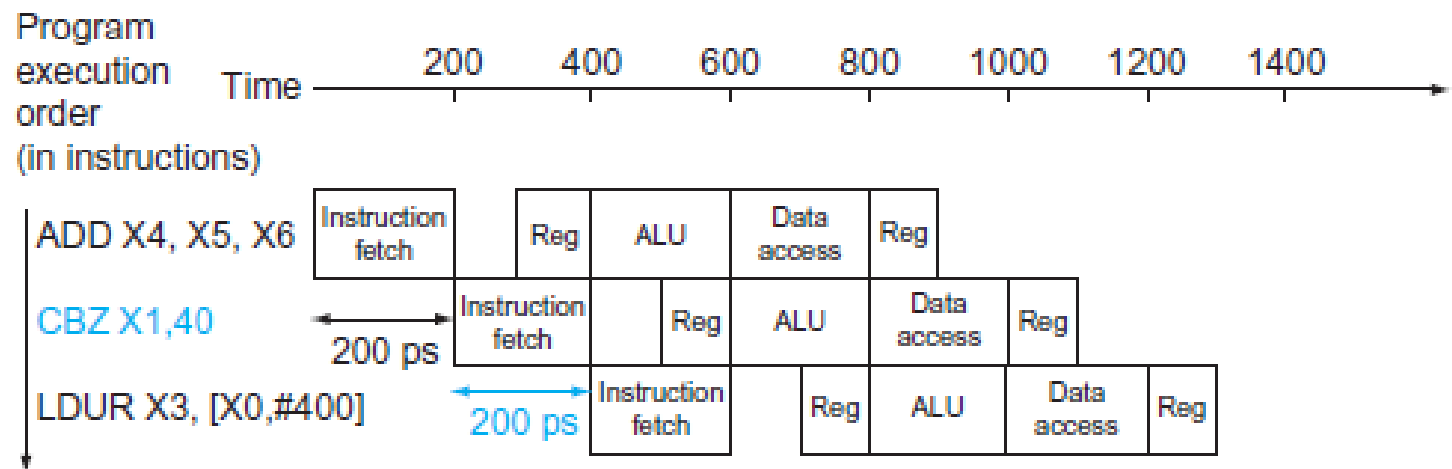 Program
execution
order
(in instructions)
Time
200 400 600 800 1000 1200 1400
ADD X4, X5, X6
Instruction
fetch
Reg
ALU
Data
access
Reg
CBZ X1,40
200 ps
Instruction
fetch
Reg
ALU
Data
access
Reg
LDUR X3, [X0,#400]
200 ps
Instruction
fetch
Reg
ALU
Data
access
Reg